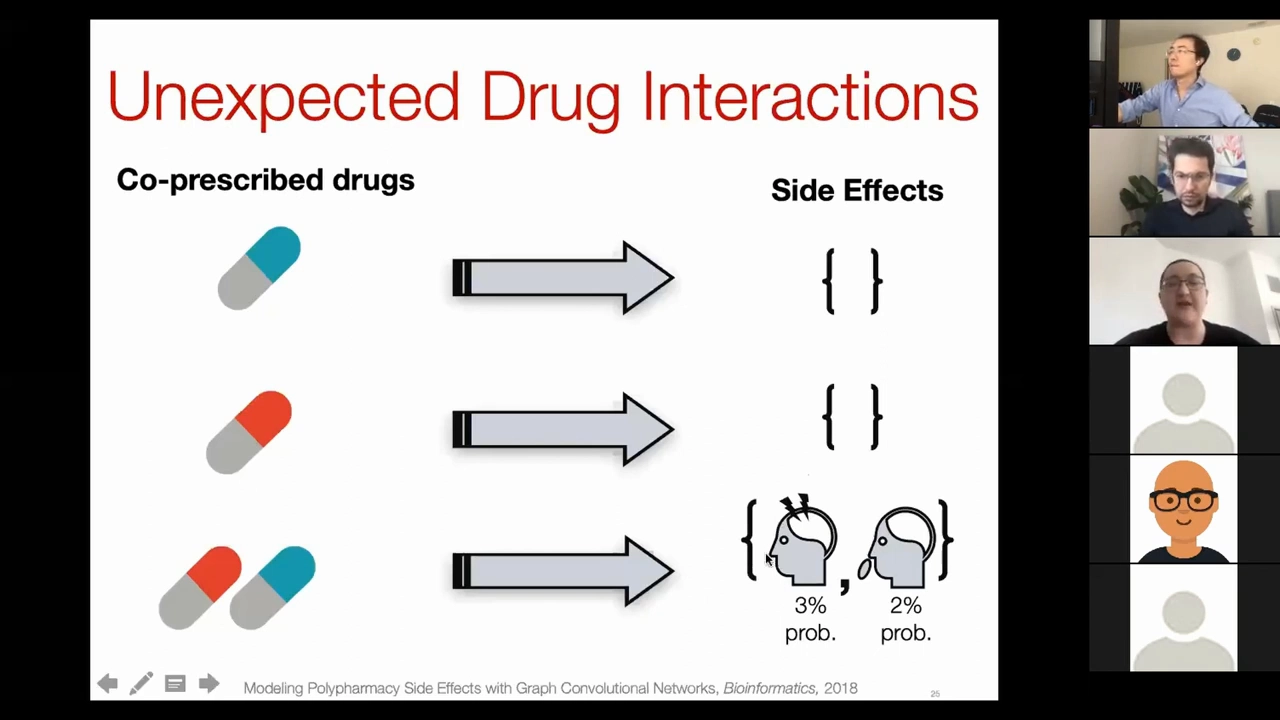 Unexpected Drug Interactions
Co-prescribed drugs
Side Effects
{ }
{ }
{ , }
3% prob.
2% prob.
Modeling Polypharmacy Side Effects with Graph Convolutional Networks, Bioinformatics, 2018
25